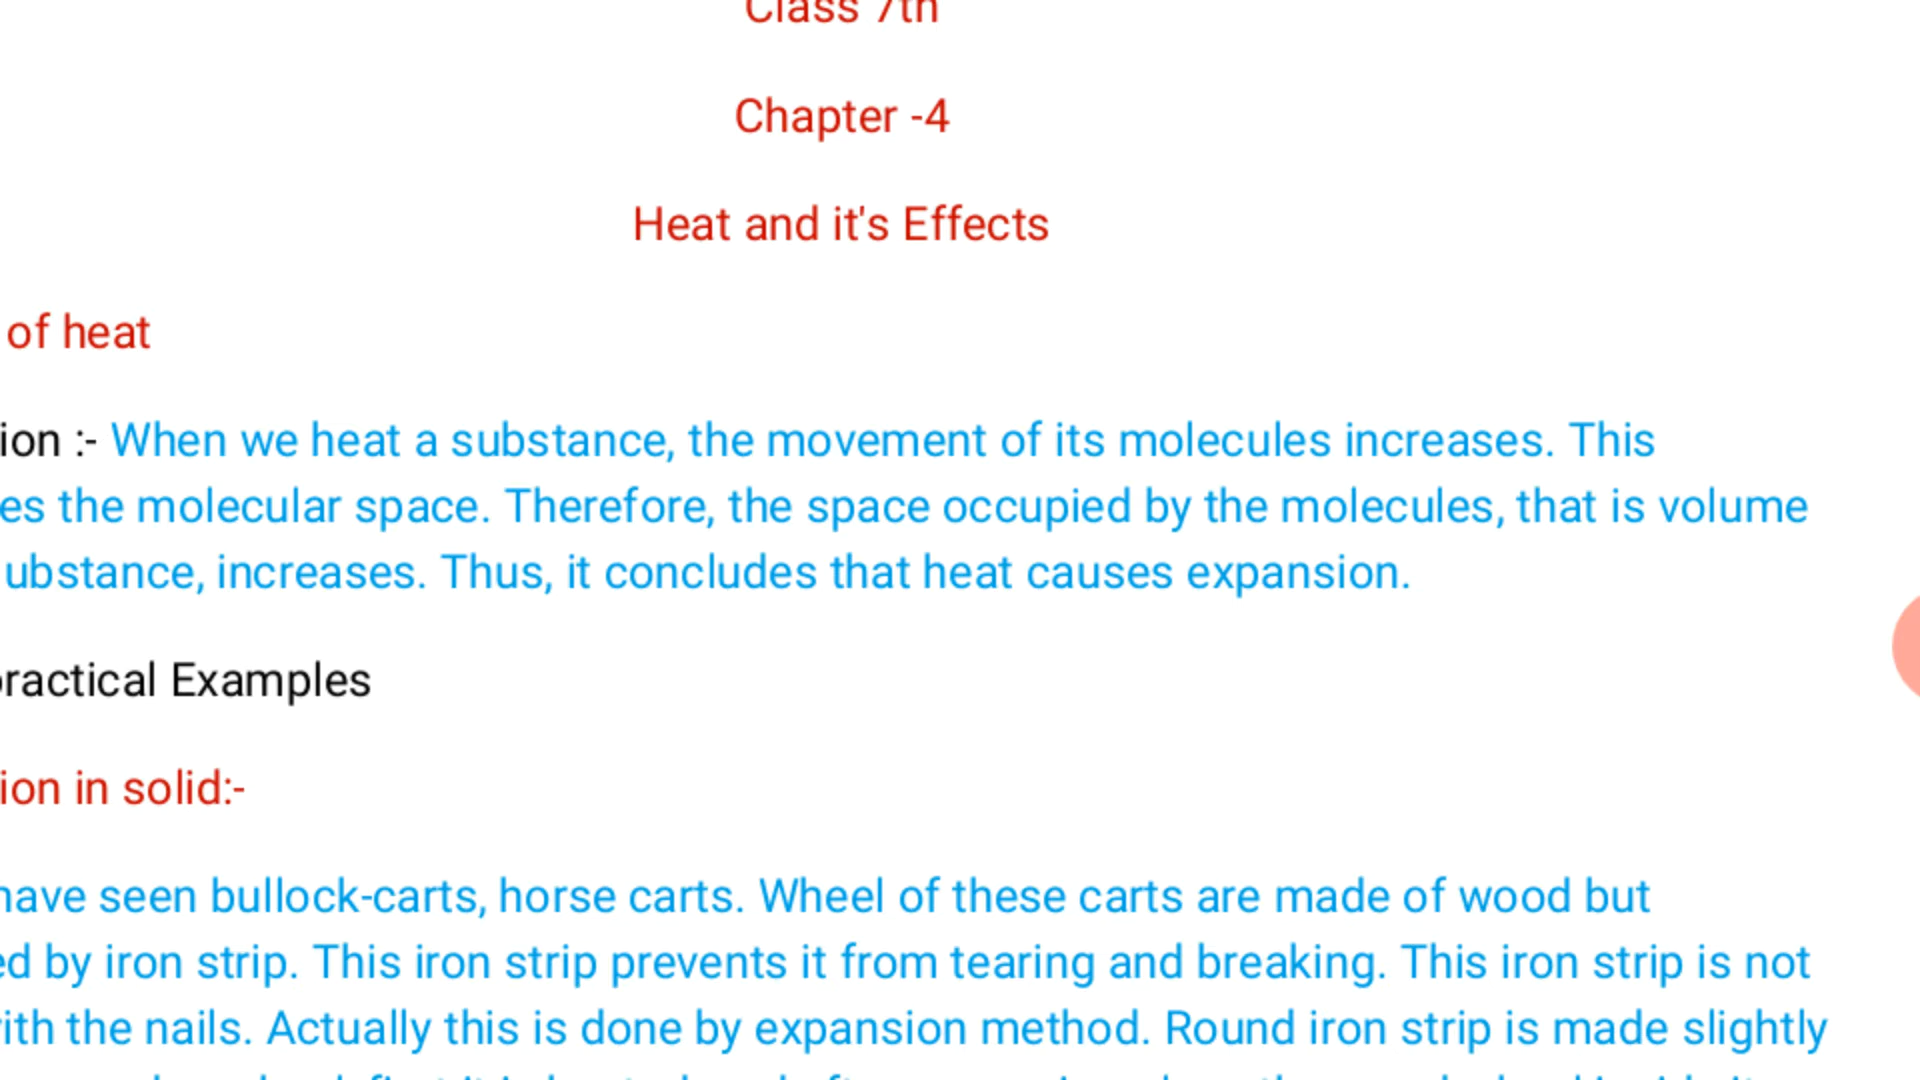 Class 7th
Chapter -4
Heat and it's Effects
of heat
ion :- When we heat a substance, the movement of its molecules increases. This
es the molecular space. Therefore, the space occupied by the molecules, that is volume
ubstance, increases. Thus, it concludes that heat causes expansion.
practical Examples
ion in solid:-
have seen bullock-carts, horse carts. Wheel of these carts are made of wood but
ed by iron strip. This iron strip prevents it from tearing and breaking. This iron strip is not
ith the nails. Actually this is done by expansion method. Round iron strip is made slightly